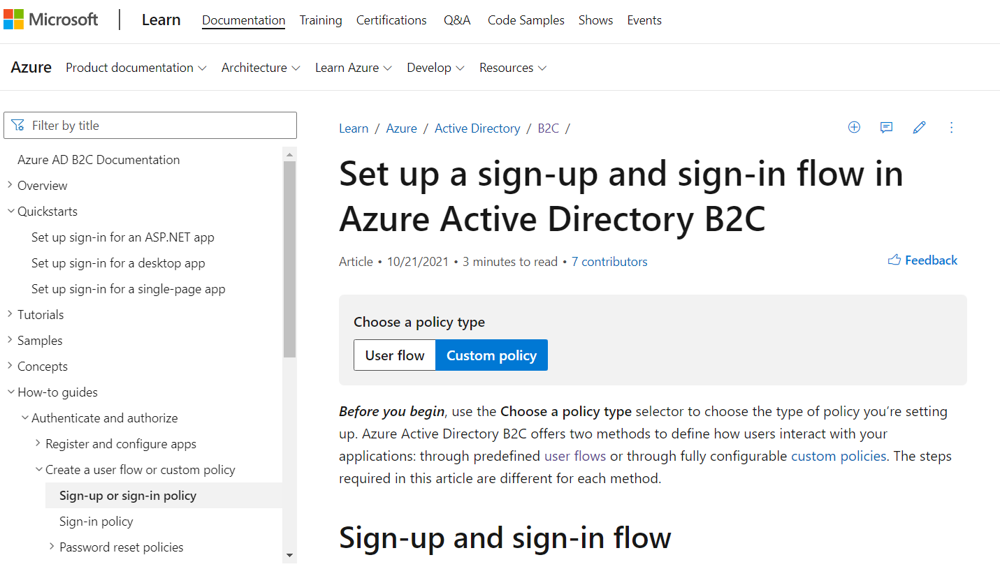 Microsoft Learn Documentation Training Certifications Q&A Code Samples Shows Events
Azure Product documentation Architecture Learn Azure Develop Resources
Filter by title
Azure AD B2C Documentation
Overview
Quickstarts
Set up sign-in for an ASP.NET app
Set up sign-in for a desktop app
Set up sign-in for a single-page app
Tutorials
Samples
Concepts
How-to guides
Authenticate and authorize
Register and configure apps
Create a user flow or custom policy
Sign-up or sign-in policy
Sign-in policy
Password reset policies
Learn / Azure / Active Directory / B2C /
Set up a sign-up and sign-in flow in
Azure Active Directory B2C
Article • 10/21/2021 • 3 minutes to read • 7 contributors
Feedback
Choose a policy type
User flow Custom policy
Before you begin, use the Choose a policy type selector to choose the type of policy you’re setting
up. Azure Active Directory B2C offers two methods to define how users interact with your
applications: through predefined user flows or through fully configurable custom policies. The steps
required in this article are different for each method.
Sign-up and sign-in flow